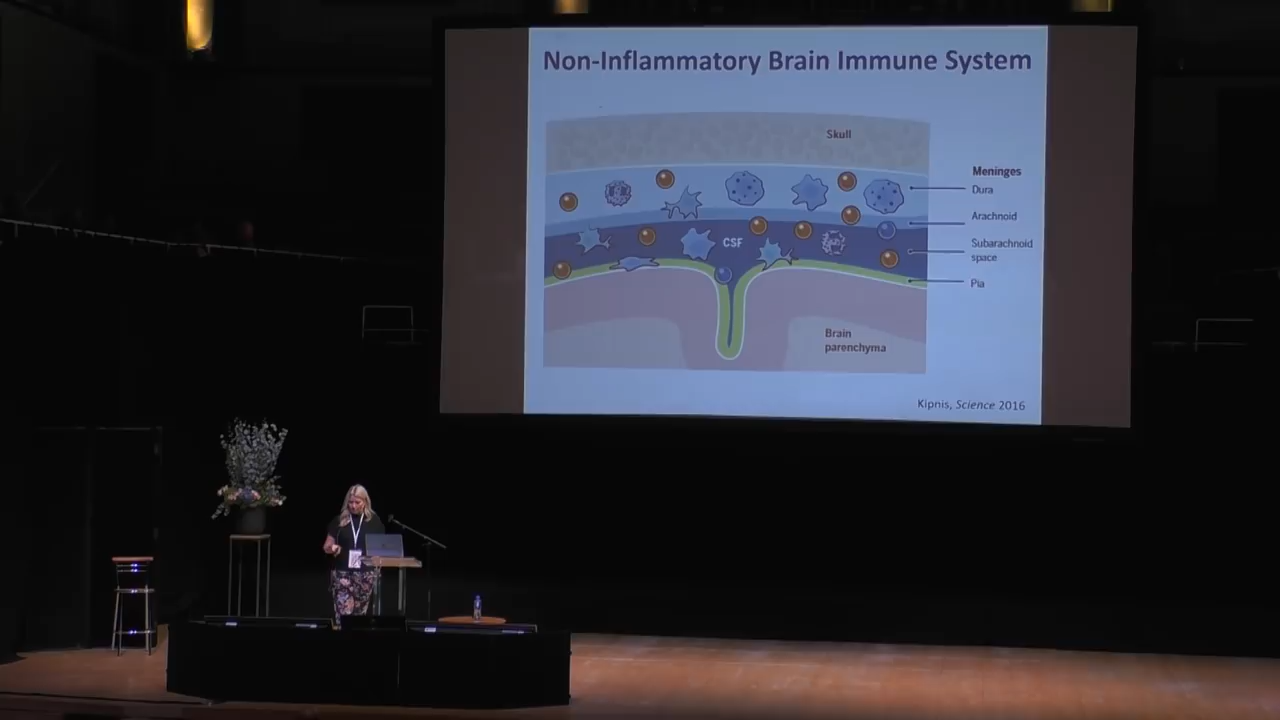 Non-Inflammatory Brain Immune System
Skull
Meninges
Dura
Arachnoid
CSF
Subarachnoid
space
Pia
Brain
parenchyma
Kipnis, Science 2016